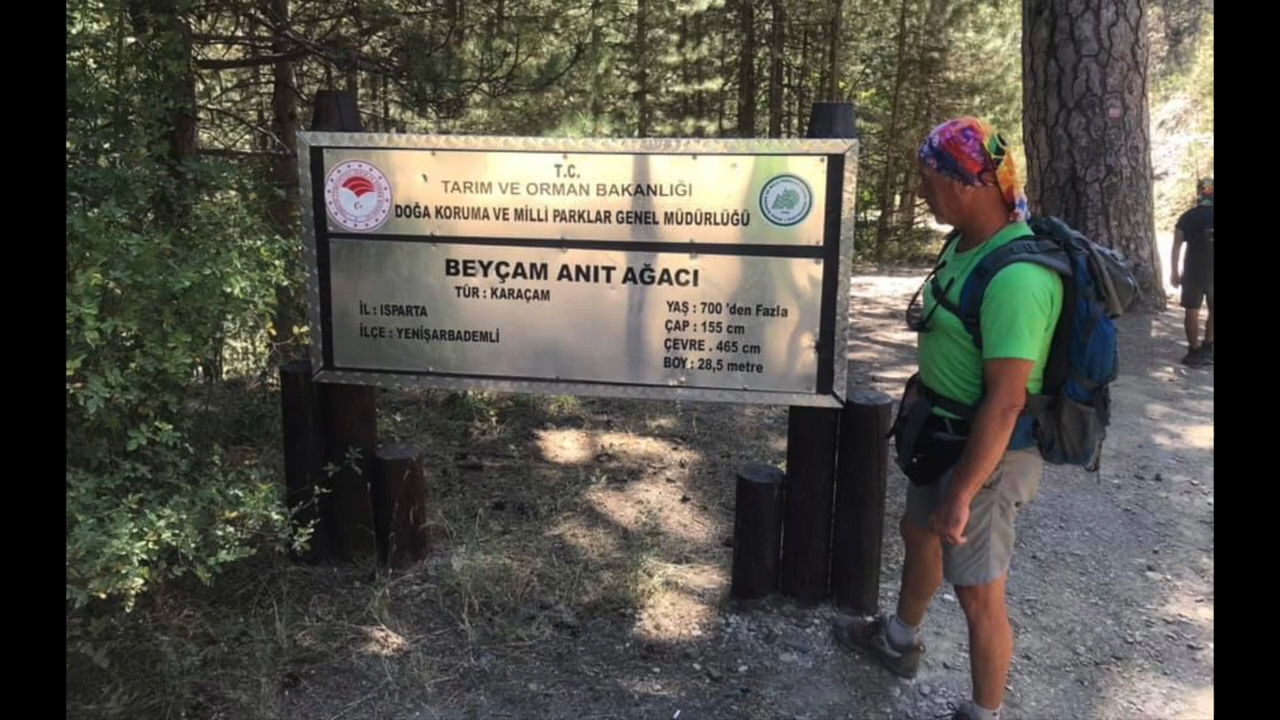 T.C.
TARIM VE ORMAN BAKANLIĞI
DOĞA KORUMA VE MİLLİ PARKLAR GENEL MÜDÜRLÜĞÜ
BEYÇAM ANIT AĞACI
TÜR : KARAÇAM
İL : ISPARTA
İLÇE : YENİŞARBADEMLİ
YAŞ : 700 'den Fazla
ÇAP : 155 cm
ÇEVRE . 465 cm
BOY : 28,5 metre